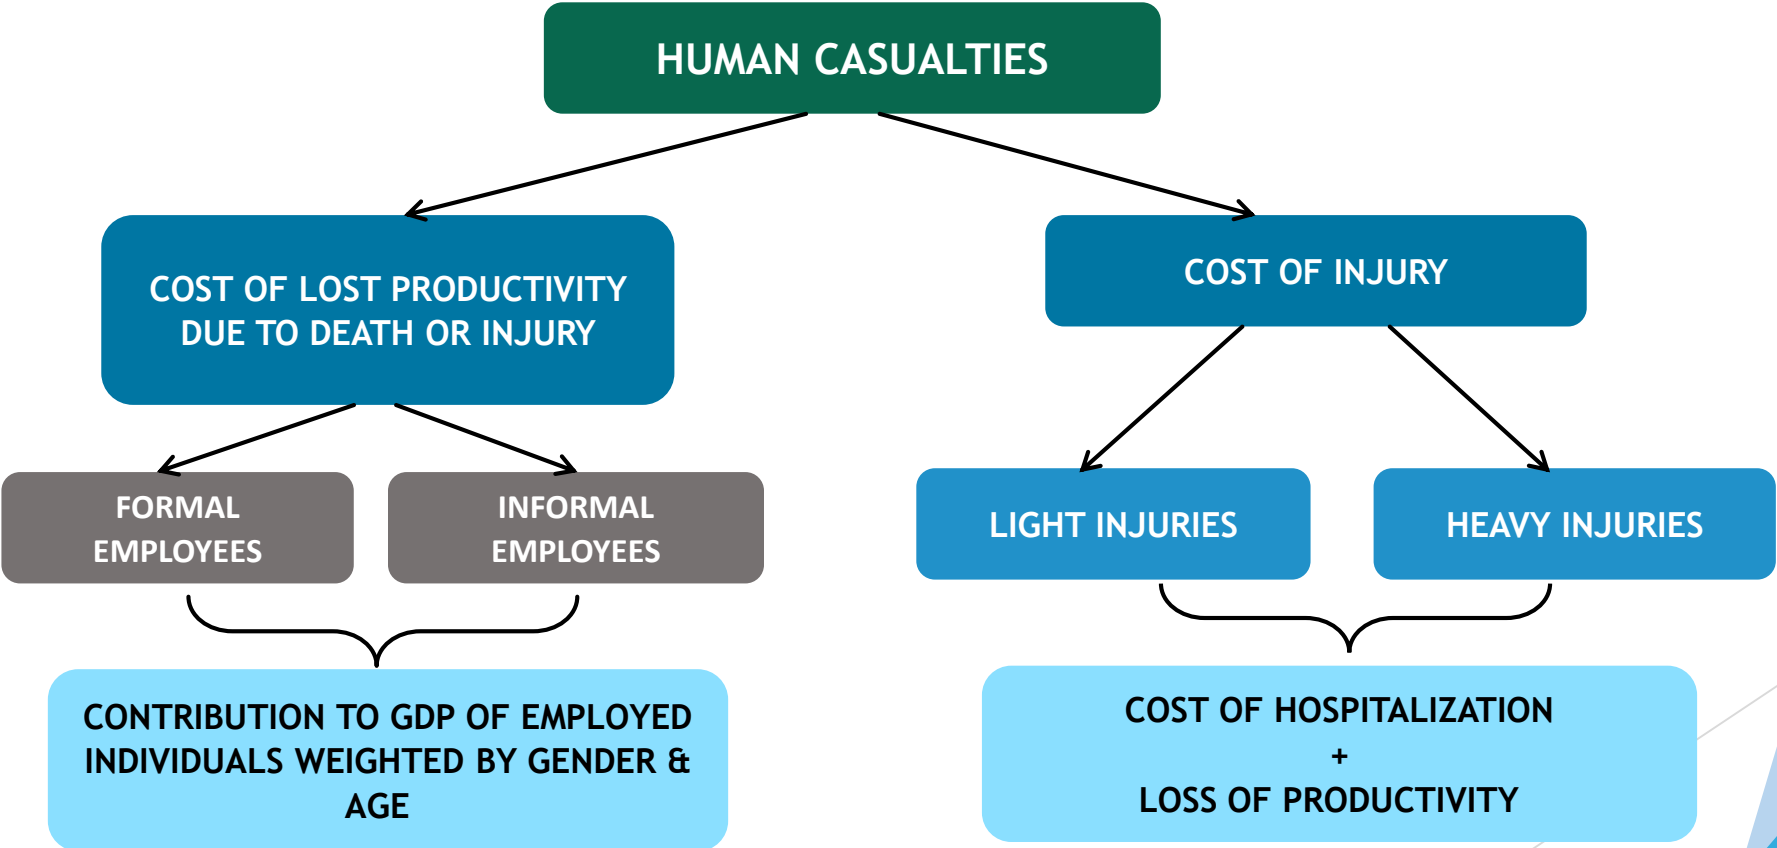 HUMAN CASUALTIES
COST OF LOST PRODUCTIVITY
DUE TO DEATH OR INJURY
COST OF INJURY
FORMAL
EMPLOYEES
INFORMAL
EMPLOYEES
LIGHT INJURIES
HEAVY INJURIES
CONTRIBUTION TO GDP OF EMPLOYED
INDIVIDUALS WEIGHTED BY GENDER &
AGE
COST OF HOSPITALIZATION
+
LOSS OF PRODUCTIVITY